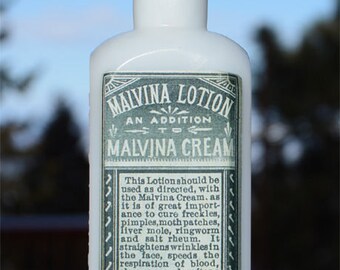 MALVINA LOTION
AN ADDITION
TO
MALVINA CREAM
This Lotion should be
used as directed, with
the Malvina Cream. as
it is of great import-
ance to cure freckles,
pimples, moth patches,
liver mole, ringworm
and salt rheum. It
straightens wrinkles in
the face, speeds the
respiration of blood,